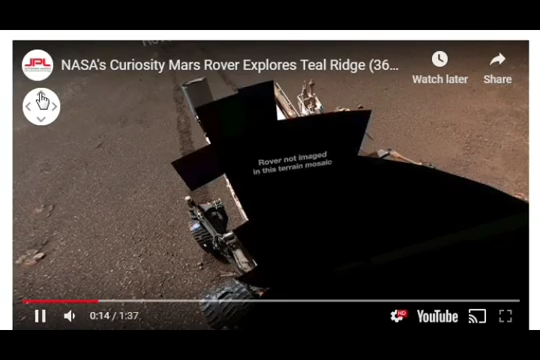 JPL
NASA's Curiosity Mars Rover Explores Teal Ridge (36...
Watch later
Share
Rover not imaged
in this terrain mosaic
0:14 / 1:37
HD
YouTube